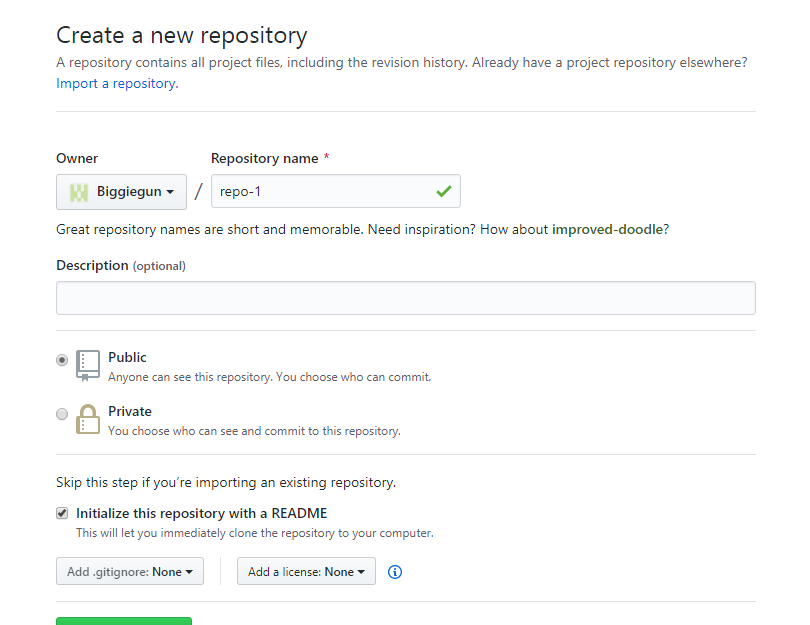 Create a new repository
A repository contains all project files, including the revision history. Already have a project repository elsewhere?
Import a repository.
Owner
Repository name *
Biggiegun / repo-1
Great repository names are short and memorable. Need inspiration? How about improved-doodle?
Description (optional)
Public
Anyone can see this repository. You choose who can commit.
Private
You choose who can see and commit to this repository.
Skip this step if you’re importing an existing repository.
Initialize this repository with a README
This will let you immediately clone the repository to your computer.
Add .gitignore: None
Add a license: None